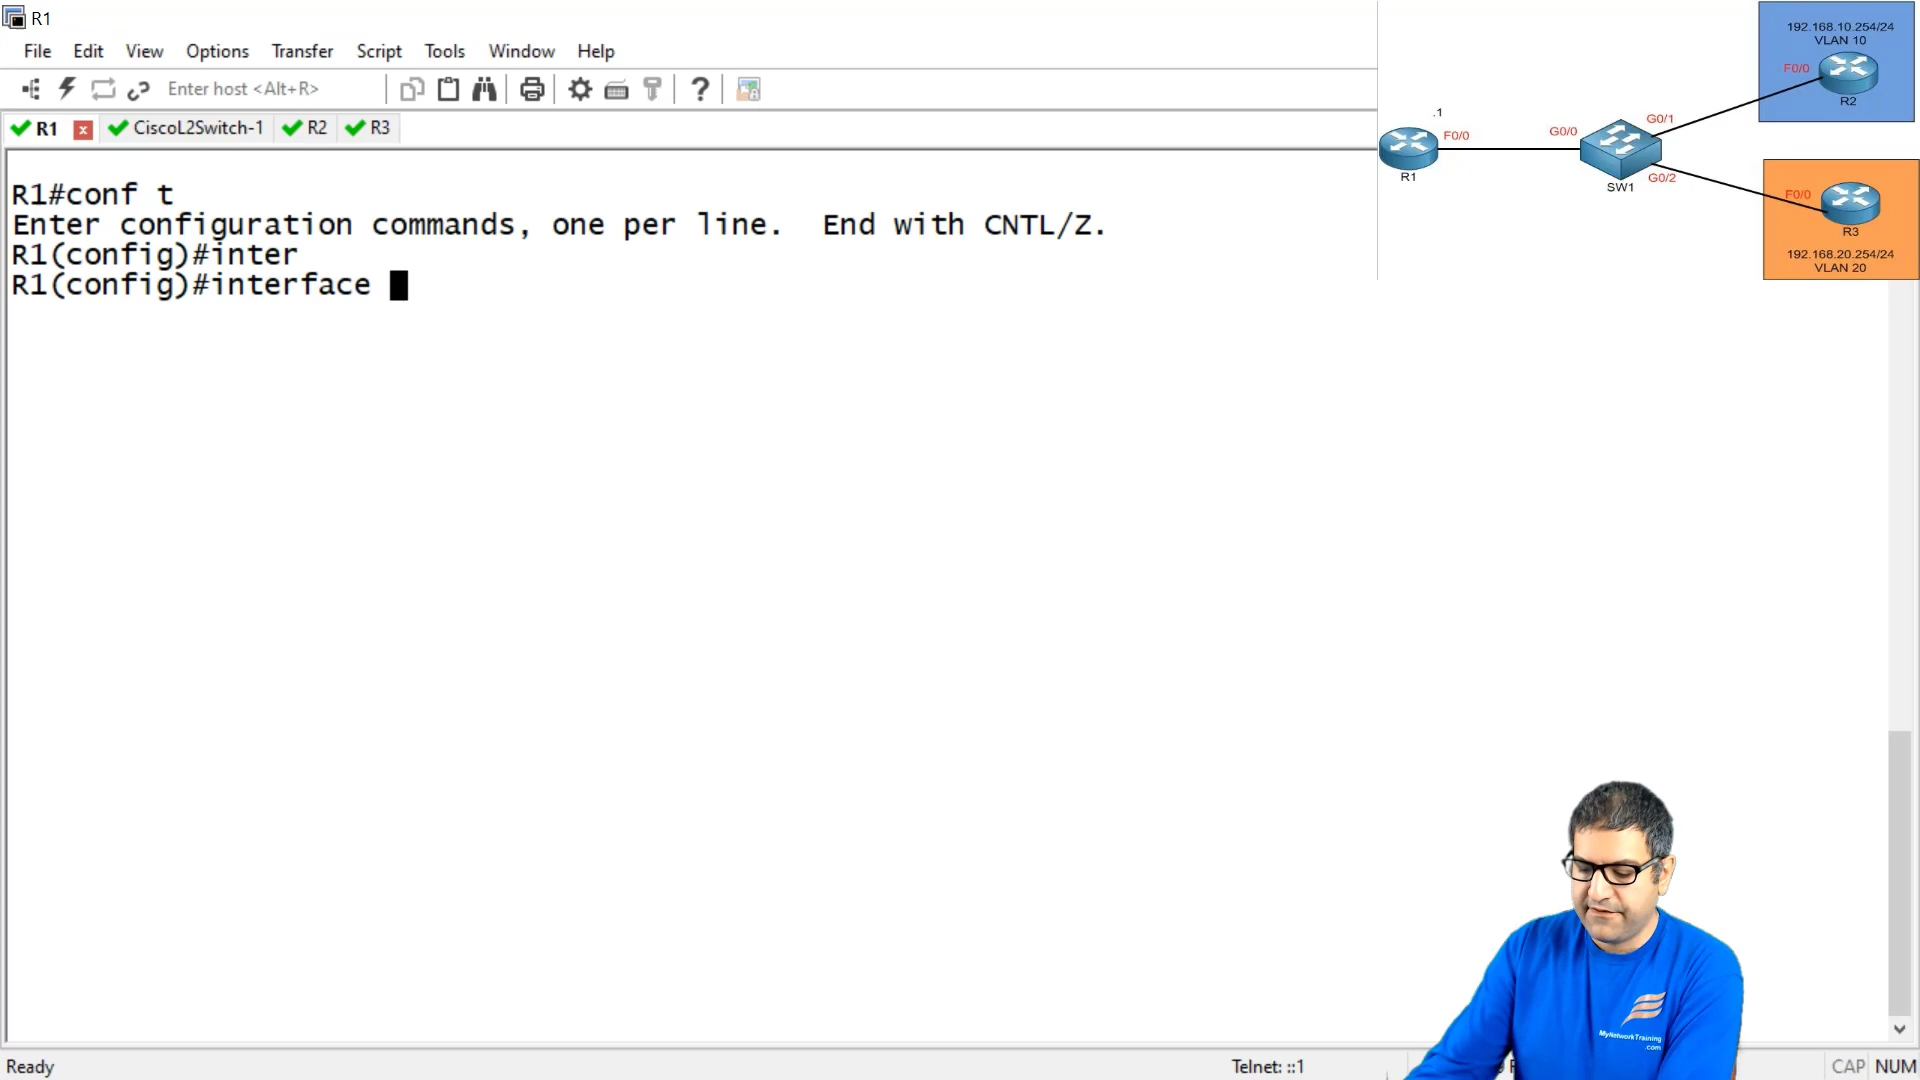 R1
File Edit View Options Transfer Script Tools Window Help
Enter host <Alt+R>
R1 CiscoL2Switch-1 R2 R3
R1#conf t
Enter configuration commands, one per line.  End with CNTL/Z.
R1(config)#inter
R1(config)#interface
192.168.10.254/24
VLAN 10
F0/0
R2
.1
F0/0
R1
G0/0
G0/1
G0/2
SW1
F0/0
R3
192.168.20.254/24
VLAN 20
MyNetworkTraining
.com
Ready
Telnet: ::1
CAP NUM